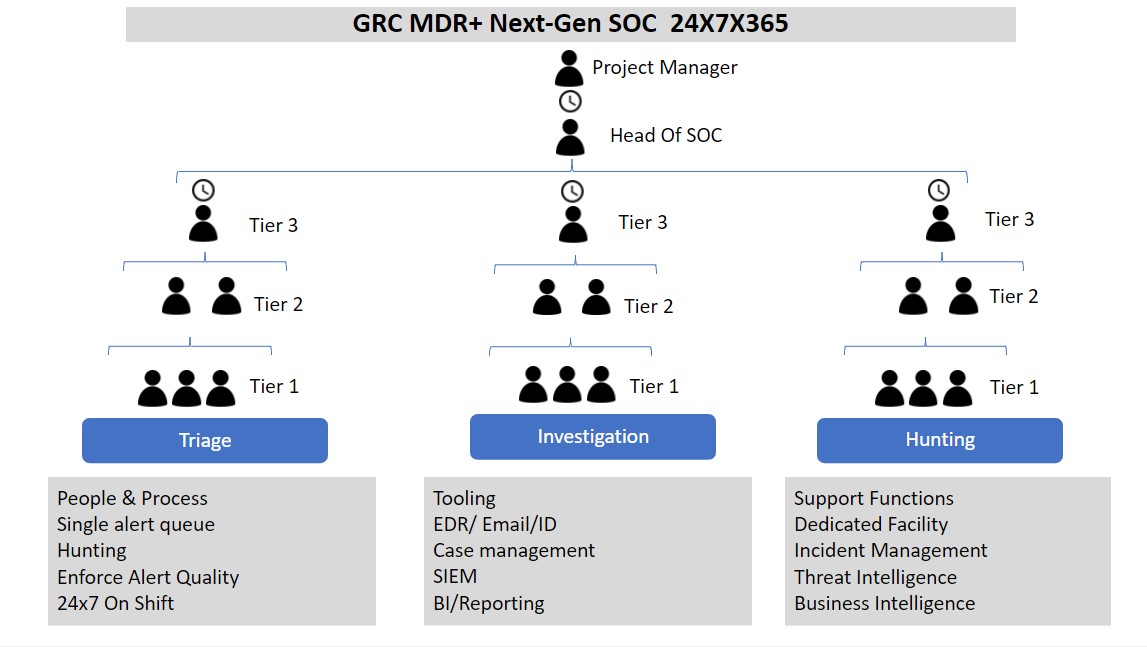 GRC MDR+ Next-Gen SOC 24X7X365
Project Manager
Head Of SOC
Tier 3
Tier 3
Tier 3
Tier 2
Tier 2
Tier 2
Tier 1
Tier 1
Tier 1
Triage
Investigation
Hunting
People & Process
Single alert queue
Hunting
Enforce Alert Quality
24x7 On Shift
Tooling
EDR/ Email/ID
Case management
SIEM
BI/Reporting
Support Functions
Dedicated Facility
Incident Management
Threat Intelligence
Business Intelligence